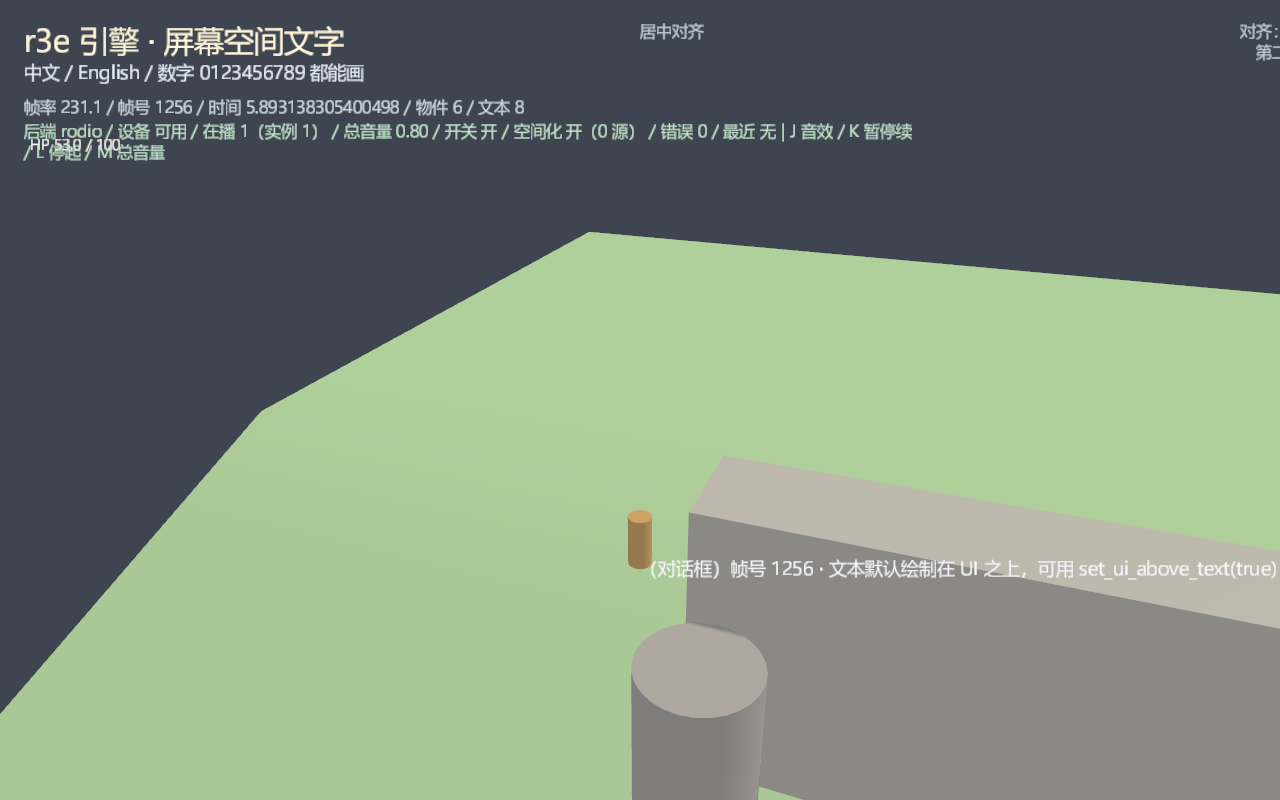 r3e 引擎 · 屏幕空间文字
中文 / English / 数字 0123456789 都能画
居中对齐
对齐:
第二
帧率 231.1 / 帧号 1256 / 时间 5.893138305400498 / 物件 6 / 文本 8
后端 rodio / 设备 可用 / 在播 1（实例 1） / 总音量 0.80 / 开关 开 / 空间化 开（0 源） / 错误 0 / 最近 无 | J 音效 / K 暂停续
HP 53.0 / 100
/ L 停起 / M 总音量
（对话框）帧号 1256 · 文本默认绘制在 UI 之上，可用 set_ui_above_text(true)